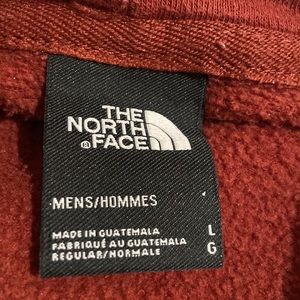 THE
NORTH
FACE
®
MENS/HOMMES
MADE IN GUATEMALA
FABRIQUÉ AU GUATEMALA
REGULAR/NORMALE
L
G